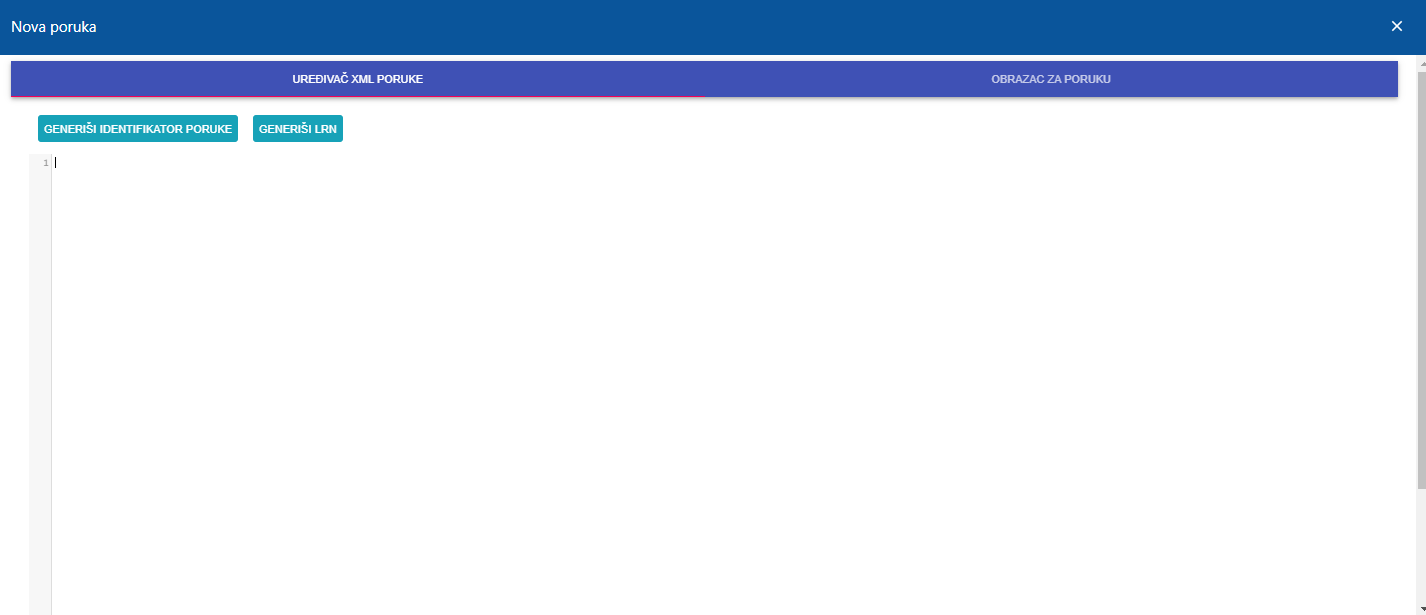 Nova poruka
UREĐIVAČ XML PORUKE
OBRAZAC ZA PORUKU
GENERIŠI IDENTIFIKATOR PORUKE
GENERIŠI LRN
1